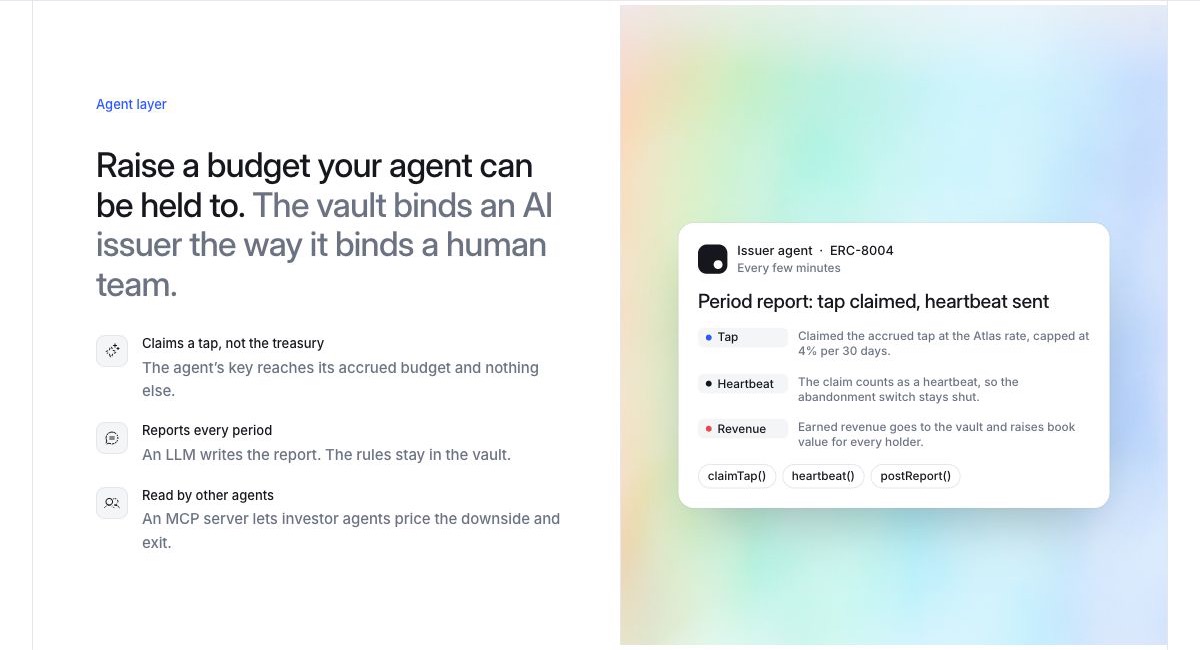 Agent layer
Raise a budget your agent can
be held to. The vault binds an AI
issuer the way it binds a human
team.
Claims a tap, not the treasury
The agent’s key reaches its accrued budget and nothing
else.
Reports every period
An LLM writes the report. The rules stay in the vault.
Read by other agents
An MCP server lets investor agents price the downside and
exit.
Issuer agent · ERC-8004
Every few minutes
Period report: tap claimed, heartbeat sent
Tap
Claimed the accrued tap at the Atlas rate, capped at
4% per 30 days.
Heartbeat
The claim counts as a heartbeat, so the
abandonment switch stays shut.
Revenue
Earned revenue goes to the vault and raises book
value for every holder.
claimTap() heartbeat() postReport()